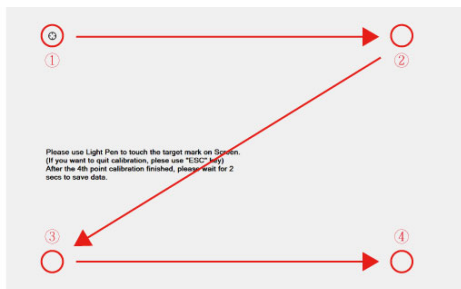 ① ②
Please use Light Pen to touch the target mark on Screen.
(If you want to quit calibration, plese use "ESC" key)
After the 4th point calibration finished, please wait for 2
secs to save data.
③ ④